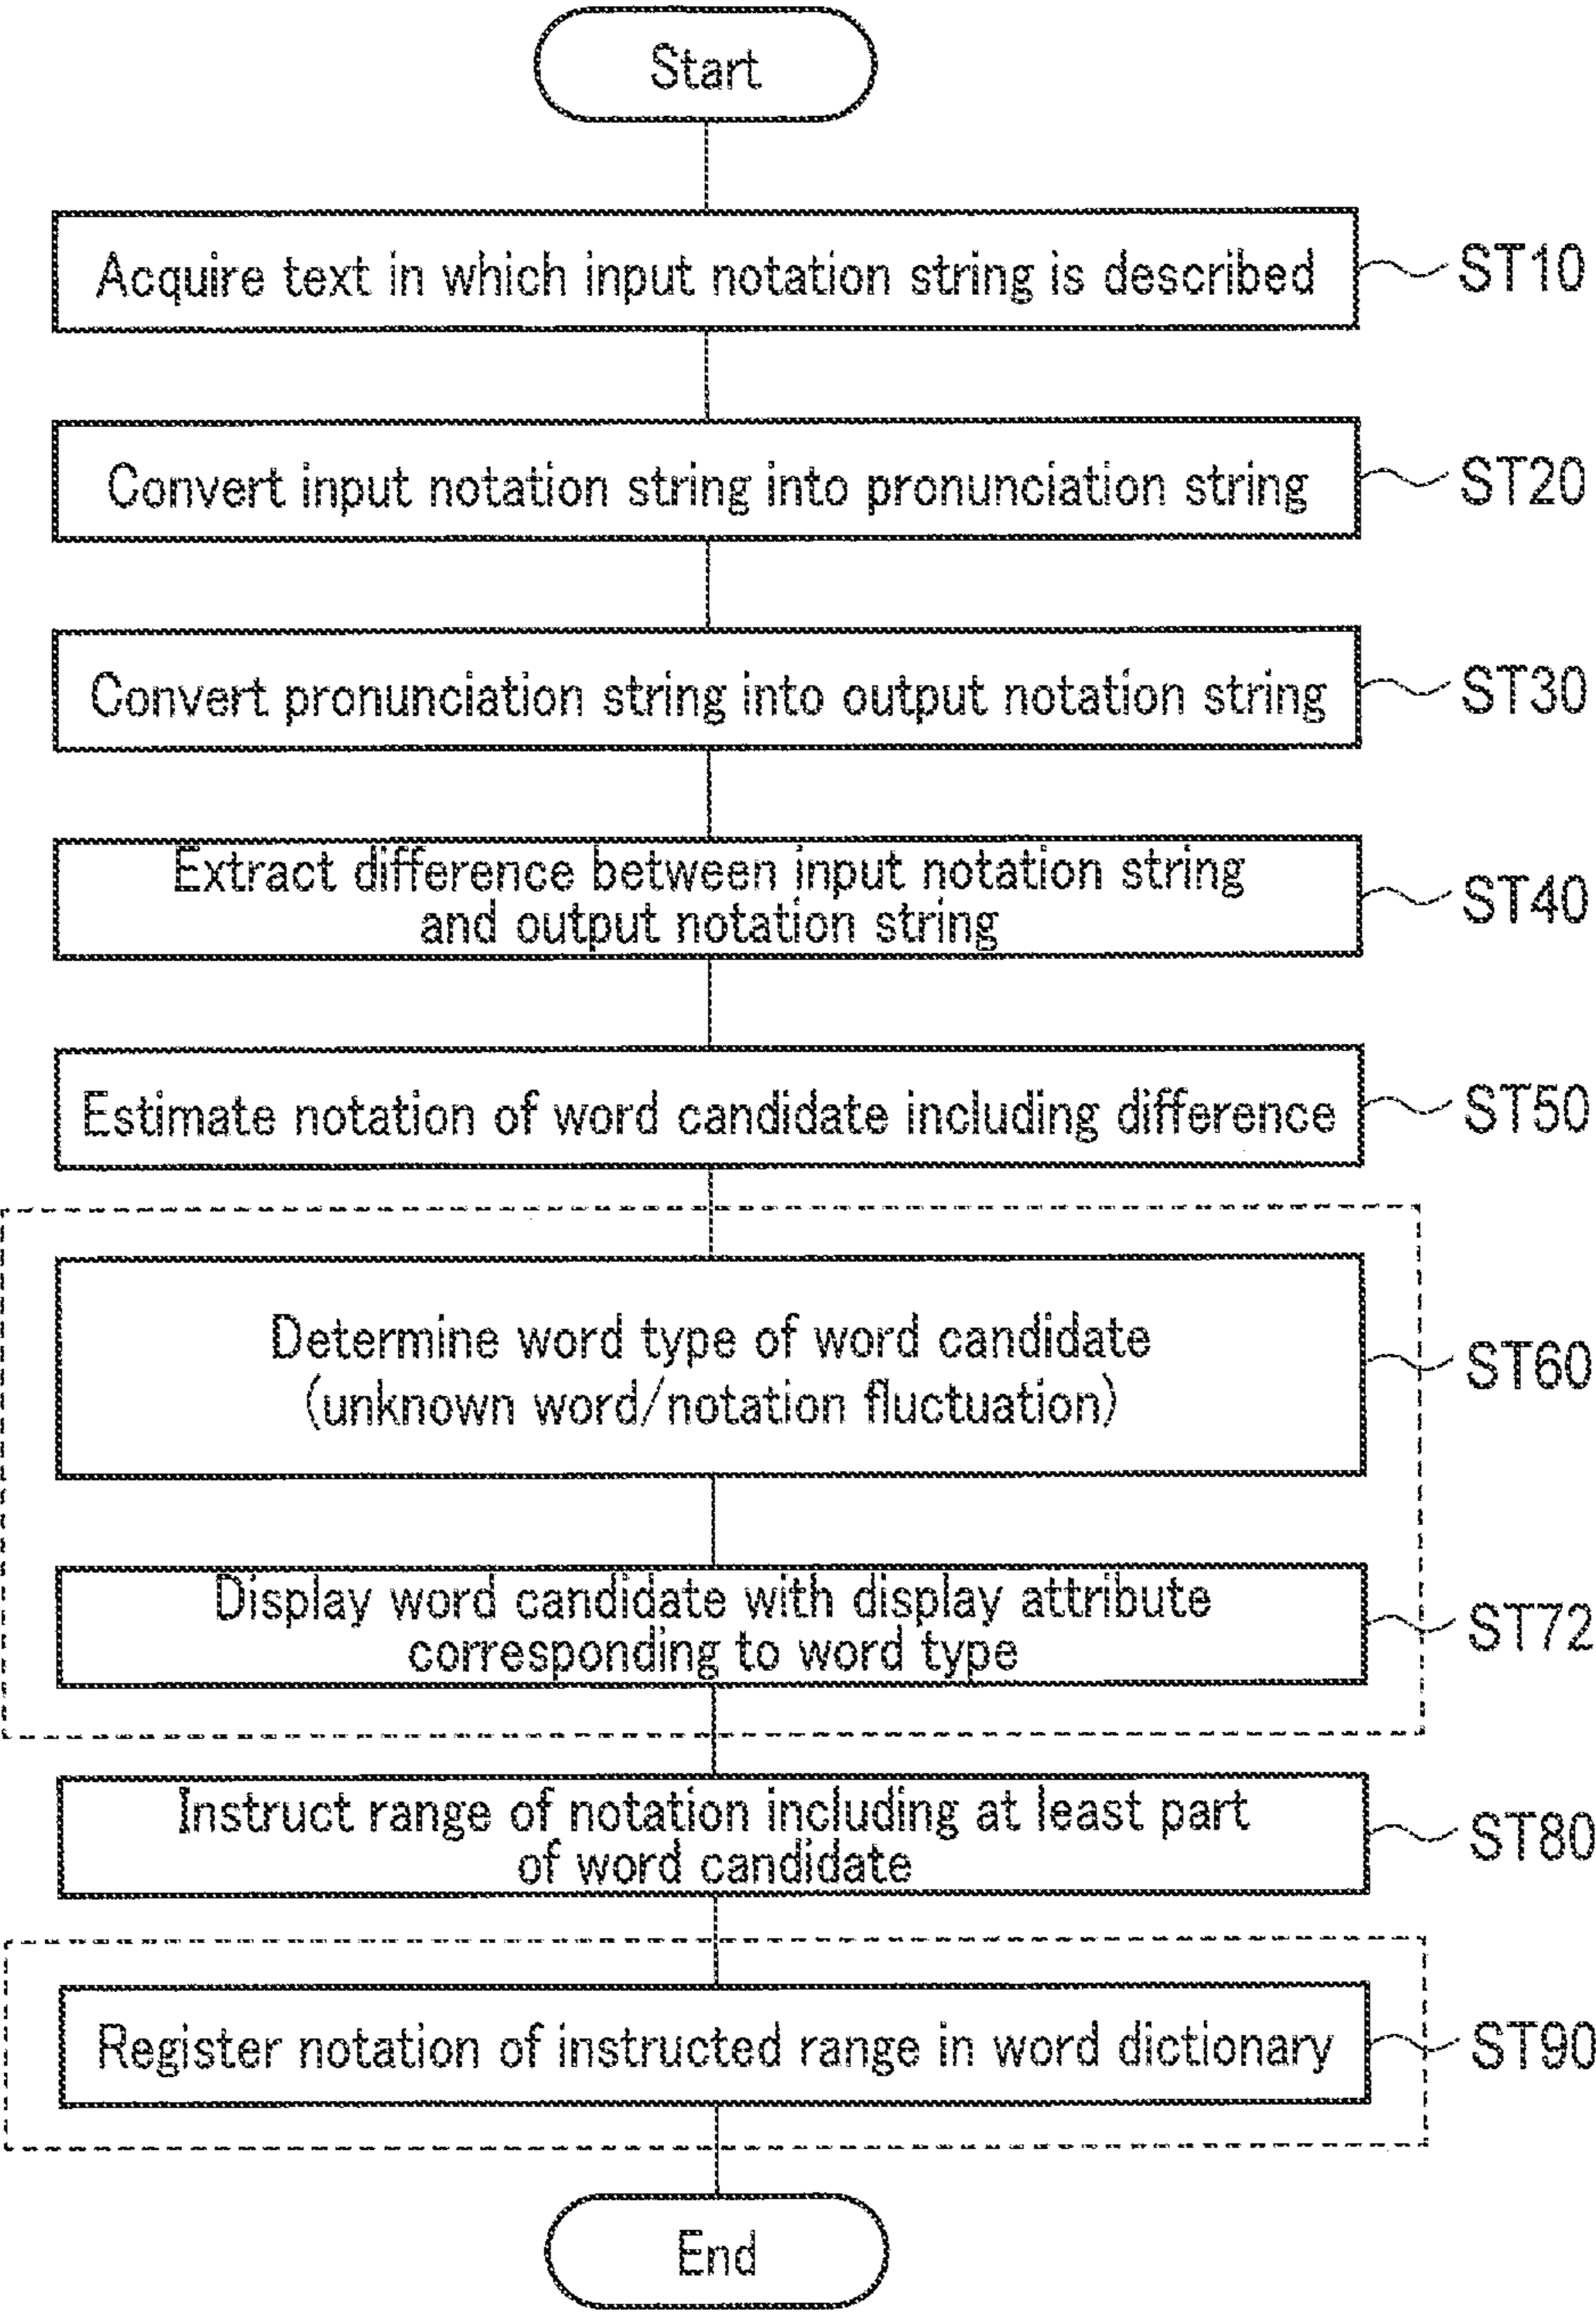 Start
Acquire text in which input notation string is described
ST10
Convert input notation string into pronunciation string
ST20
Convert pronunciation string into output notation string
ST30
Extract difference between input notation string
and output notation string
ST40
Estimate notation of word candidate including difference
ST50
Determine word type of word candidate
(unknown word/notation fluctuation)
ST60
Display word candidate with display attribute
corresponding to word type
ST72
Instruct range of notation including at least part
of word candidate
ST80
Register notation of instructed range in word dictionary
ST90
End